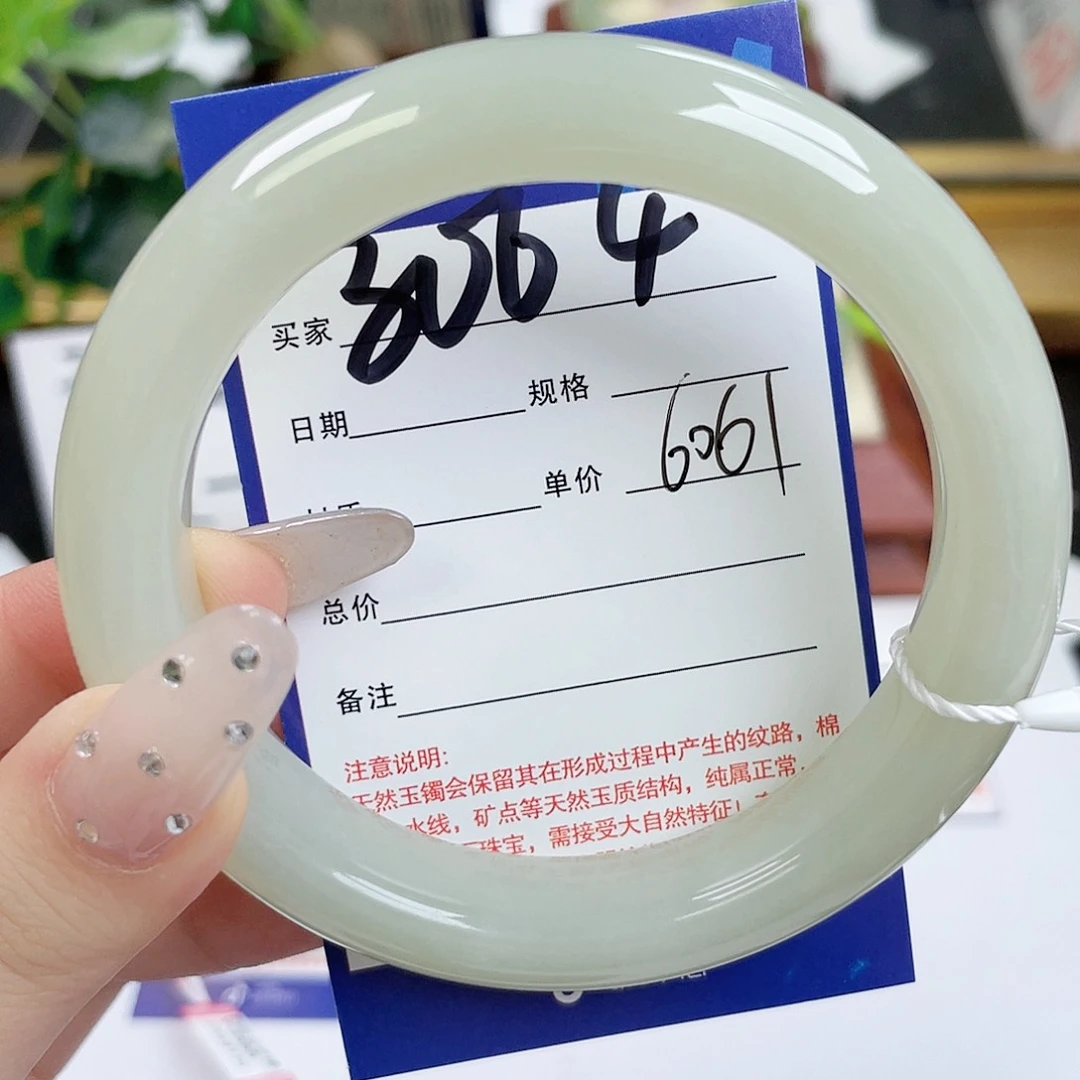 买家 3064
日期 规格
单价 6061
总价
备注
注意说明:
天然玉镯会保留其在形成过程中产生的纹路，棉
水线，矿点等天然玉质结构，纯属正常.
珠宝，需接受大自然特征!